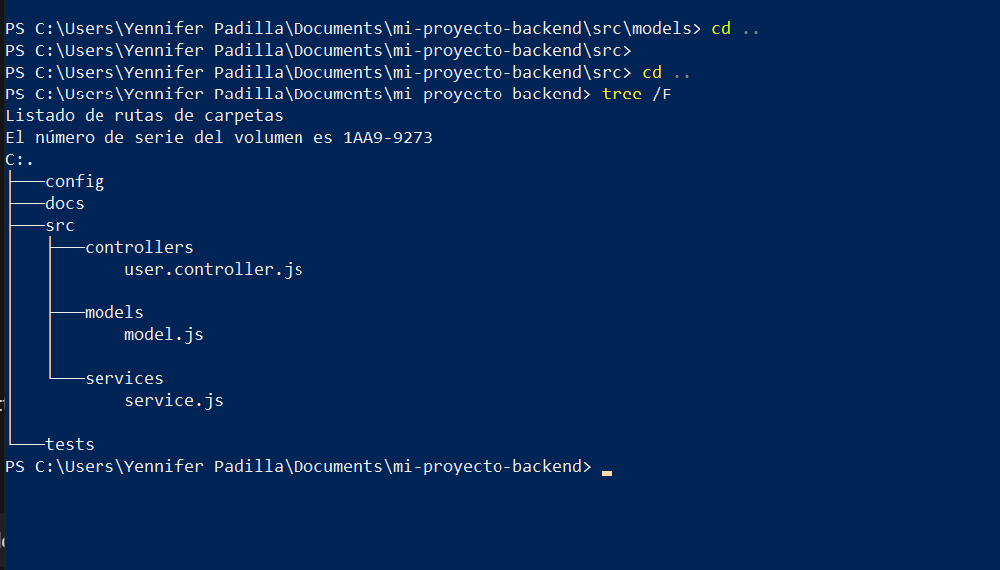 PS C:\Users\Yennifer Padilla\Documents\mi-proyecto-backend\src\models> cd ..
PS C:\Users\Yennifer Padilla\Documents\mi-proyecto-backend\src>
PS C:\Users\Yennifer Padilla\Documents\mi-proyecto-backend\src> cd ..
PS C:\Users\Yennifer Padilla\Documents\mi-proyecto-backend> tree /F
Listado de rutas de carpetas
El número de serie del volumen es 1AA9-9273
C:.
├───config
├───docs
├───src
│   ├───controllers
│   │       user.controller.js
│   │
│   ├───models
│   │       model.js
│   │
│   └───services
│           service.js
│
└───tests
PS C:\Users\Yennifer Padilla\Documents\mi-proyecto-backend>